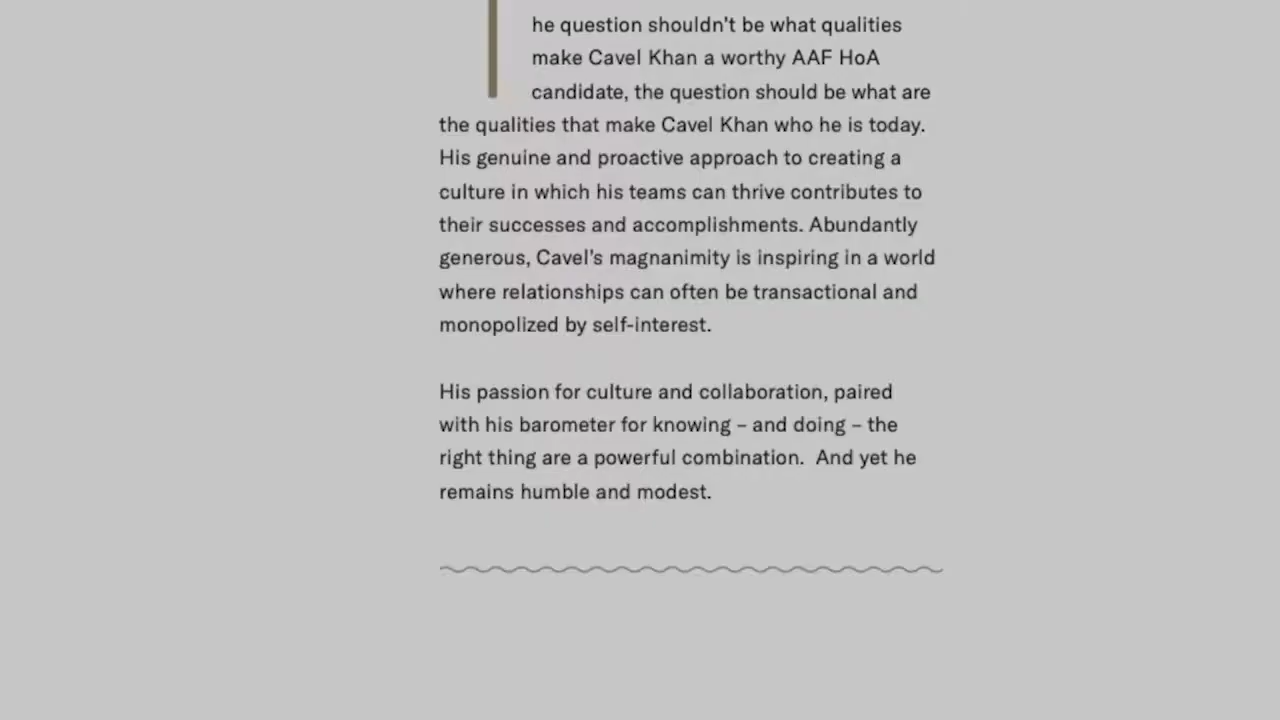 he question shouldn't be what qualities
make Cavel Khan a worthy AAF HoA
candidate, the question should be what are
the qualities that make Cavel Khan who he is today.
His genuine and proactive approach to creating a
culture in which his teams can thrive contributes to
their successes and accomplishments. Abundantly
generous, Cavel's magnanimity is inspiring in a world
where relationships can often be transactional and
monopolized by self-interest.
His passion for culture and collaboration, paired
with his barometer for knowing – and doing – the
right thing are a powerful combination.  And yet he
remains humble and modest.